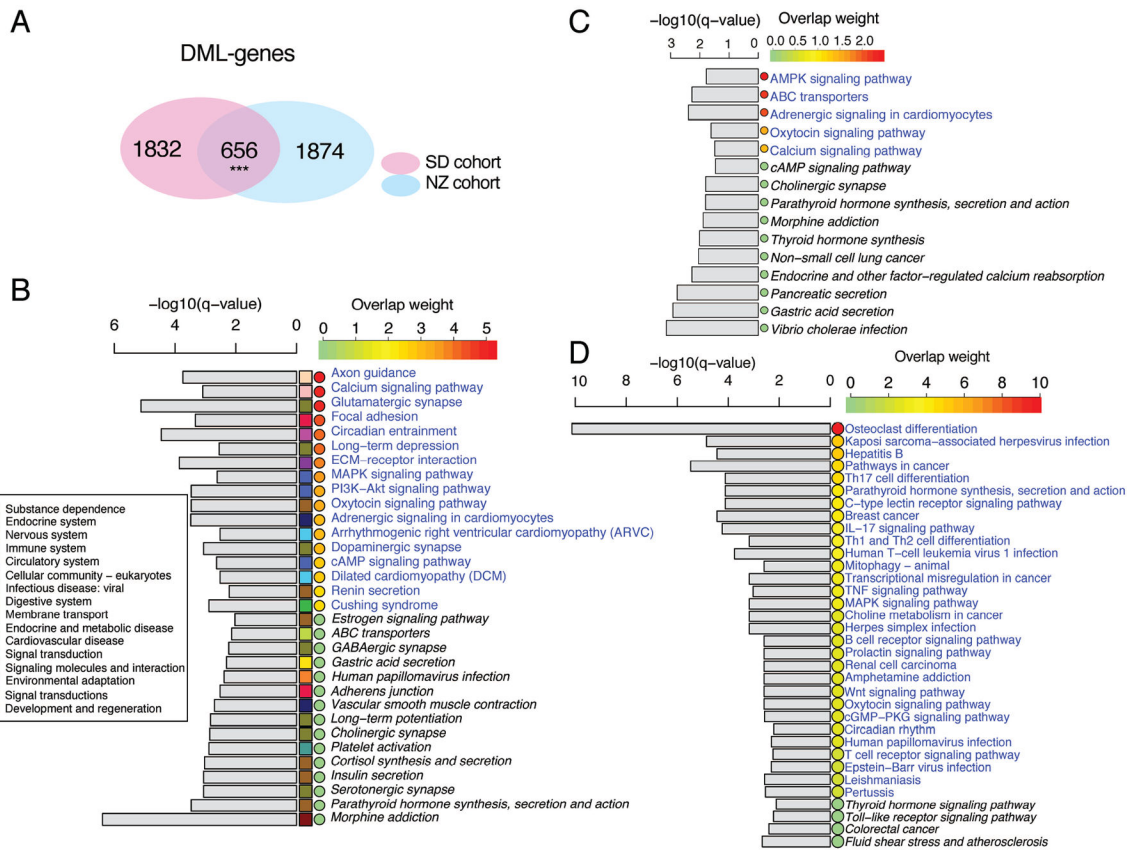 A
DML-genes
1832
656
1874
***
SD cohort
NZ cohort
B
−log10(q−value)
6 4 2 0
Overlap weight
0 1 2 3 4 5
Axon guidance
Calcium signaling pathway
Glutamatergic synapse
Focal adhesion
Circadian entrainment
Long−term depression
ECM−receptor interaction
MAPK signaling pathway
PI3K−Akt signaling pathway
Oxytocin signaling pathway
Adrenergic signaling in cardiomyocytes
Arrhythmogenic right ventricular cardiomyopathy (ARVC)
Dopaminergic synapse
cAMP signaling pathway
Dilated cardiomyopathy (DCM)
Renin secretion
Cushing syndrome
Estrogen signaling pathway
ABC transporters
GABAergic synapse
Gastric acid secretion
Human papillomavirus infection
Adherens junction
Vascular smooth muscle contraction
Long−term potentiation
Cholinergic synapse
Platelet activation
Cortisol synthesis and secretion
Insulin secretion
Serotonergic synapse
Parathyroid hormone synthesis, secretion and action
Morphine addiction
Substance dependence
Endocrine system
Nervous system
Immune system
Circulatory system
Cellular community − eukaryotes
Infectious disease: viral
Digestive system
Membrane transport
Endocrine and metabolic disease
Cardiovascular disease
Signal transduction
Signaling molecules and interaction
Environmental adaptation
Signal transductions
Development and regeneration
C
−log10(q−value)
3 2 1 0
Overlap weight
0.0 0.5 1.0 1.5 2.0
AMPK signaling pathway
ABC transporters
Adrenergic signaling in cardiomyocytes
Oxytocin signaling pathway
Calcium signaling pathway
cAMP signaling pathway
Cholinergic synapse
Parathyroid hormone synthesis, secretion and action
Morphine addiction
Thyroid hormone synthesis
Non−small cell lung cancer
Endocrine and other factor−regulated calcium reabsorption
Pancreatic secretion
Gastric acid secretion
Vibrio cholerae infection
D
−log10(q−value)
10 8 6 4 2 0
Overlap weight
0 2 4 6 8 10
Osteoclast differentiation
Kaposi sarcoma−associated herpesvirus infection
Hepatitis B
Pathways in cancer
Th17 cell differentiation
Parathyroid hormone synthesis, secretion and action
C−type lectin receptor signaling pathway
Breast cancer
IL−17 signaling pathway
Th1 and Th2 cell differentiation
Human T−cell leukemia virus 1 infection
Mitophagy − animal
Transcriptional misregulation in cancer
TNF signaling pathway
MAPK signaling pathway
Choline metabolism in cancer
Herpes simplex infection
B cell receptor signaling pathway
Prolactin signaling pathway
Renal cell carcinoma
Amphetamine addiction
Wnt signaling pathway
Oxytocin signaling pathway
cGMP−PKG signaling pathway
Circadian rhythm
Human papillomavirus infection
T cell receptor signaling pathway
Epstein−Barr virus infection
Leishmaniasis
Pertussis
Thyroid hormone signaling pathway
Toll−like receptor signaling pathway
Colorectal cancer
Fluid shear stress and atherosclerosis